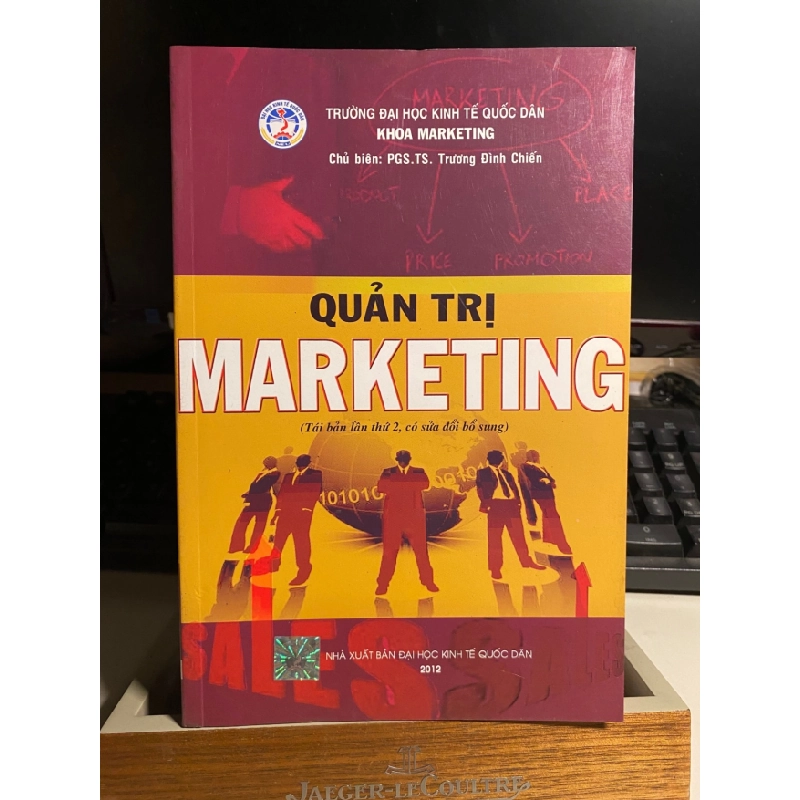 MARKETING
TRƯỜNG ĐẠI HỌC KINH TẾ QUỐC DÂN
KHOA MARKETING
Chủ biên: PGS.TS. Trương Đình Chiến
PRODUCT
PLACE
PRICE
PROMOTION
QUẢN TRỊ
MARKETING
(Tái bản lần thứ 2, có sửa đổi bổ sung)
SALES SALES
NHÀ XUẤT BẢN ĐẠI HỌC KINH TẾ QUỐC DÂN
2012
JAEGER-LECOULTRE